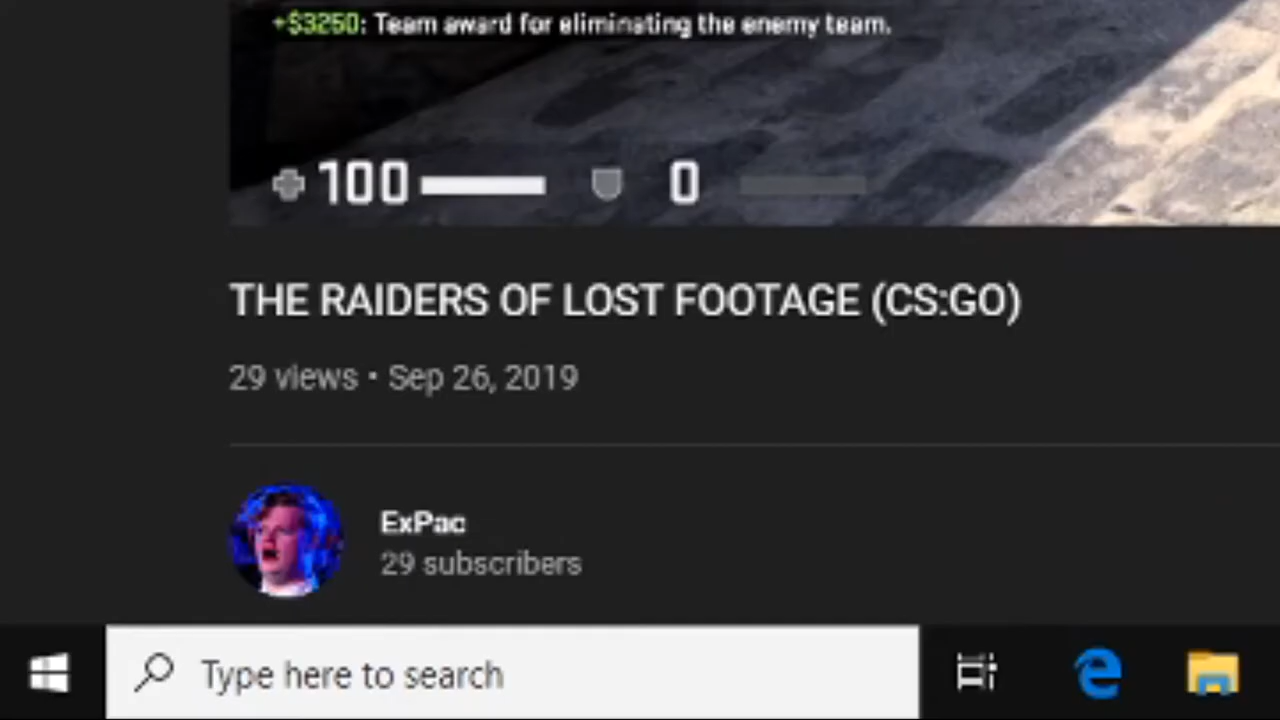 +$3250: Team award for eliminating the enemy team.
100 0
THE RAIDERS OF LOST FOOTAGE (CS:GO)
29 views • Sep 26, 2019
ExPac
29 subscribers
Type here to search